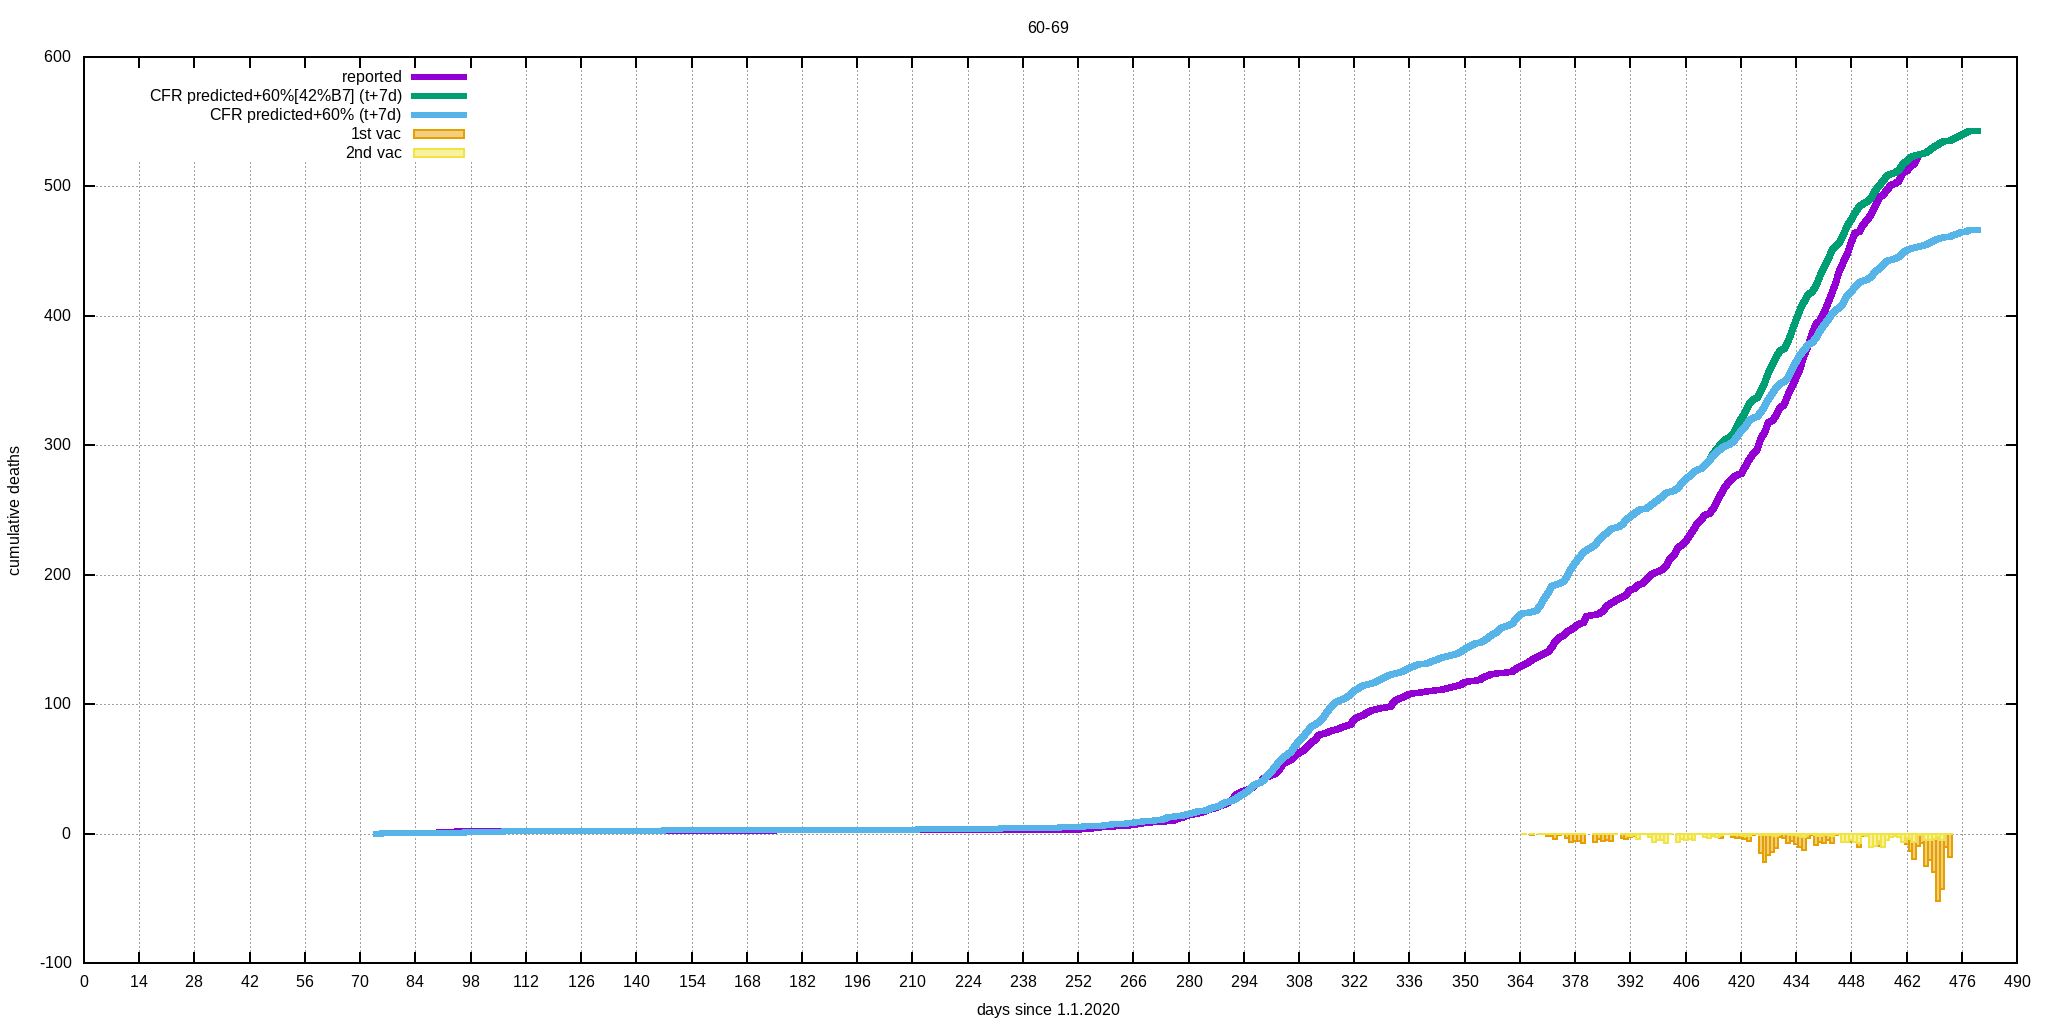 60-69
600
reported
CFR predicted+60%[42%B7] (t+7d)
CFR predicted+60% (t+7d)
1st vac
2nd vac
500
400
300
200
100
0
-100
cumulative deaths
0 14 28 42 56 70 84 98 112 126 140 154 168 182 196 210 224 238 252 266 280 294 308 322 336 350 364 378 392 406 420 434 448 462 476 490
days since 1.1.2020